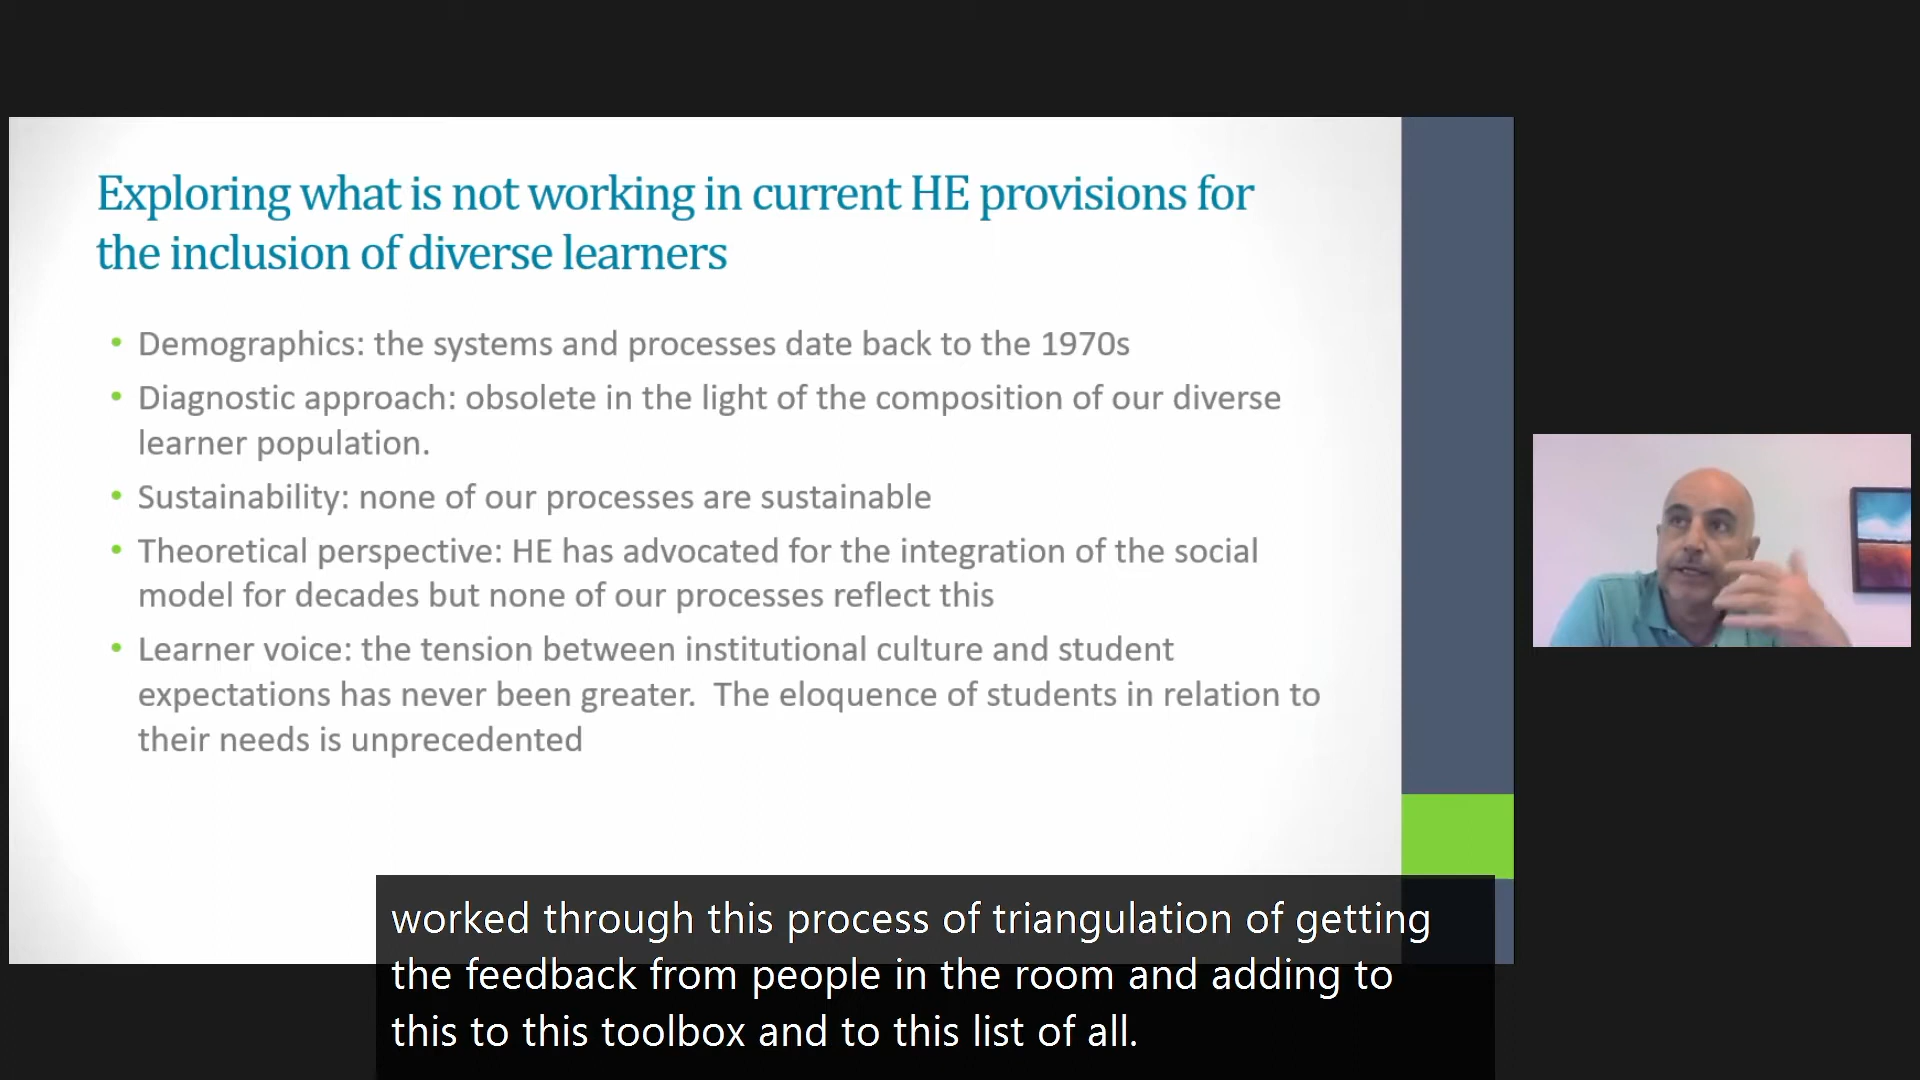 Exploring what is not working in current HE provisions for
the inclusion of diverse learners
• Demographics: the systems and processes date back to the 1970s
• Diagnostic approach: obsolete in the light of the composition of our diverse
learner population.
• Sustainability: none of our processes are sustainable
• Theoretical perspective: HE has advocated for the integration of the social
model for decades but none of our processes reflect this
• Learner voice: the tension between institutional culture and student
expectations has never been greater.  The eloquence of students in relation to
their needs is unprecedented
worked through this process of triangulation of getting
the feedback from people in the room and adding to
this to this toolbox and to this list of all.